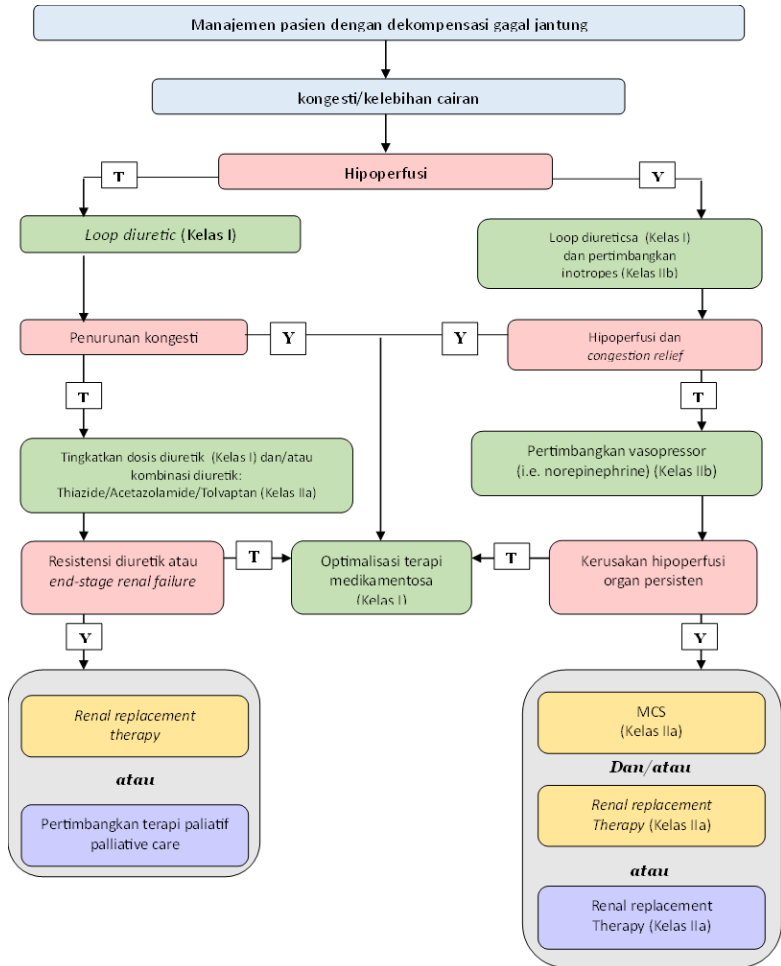 Manajemen pasien dengan dekompensasi gagal jantung
kongesti/kelebihan cairan
Hipoperfusi
T
Y
Loop diuretic (Kelas I)
Loop diureticsa (Kelas I)
dan pertimbangkan
inotropes (Kelas IIb)
Penurunan kongesti
Y
Y
Hipoperfusi dan
congestion relief
T
T
Tingkatkan dosis diuretik (Kelas I) dan/atau
kombinasi diuretik:
Thiazide/Acetazolamide/Tolvaptan (Kelas IIa)
Pertimbangkan vasopressor
(i.e. norepinephrine) (Kelas IIb)
Resistensi diuretik atau
end-stage renal failure
T
Optimalisasi terapi
medikamentosa
(Kelas I)
T
Kerusakan hipoperfusi
organ persisten
Y
Y
Renal replacement
therapy
atau
Pertimbangkan terapi paliatif
palliative care
MCS
(Kelas IIa)
Dan/atau
Renal replacement
Therapy (Kelas IIa)
atau
Renal replacement
Therapy (Kelas IIa)